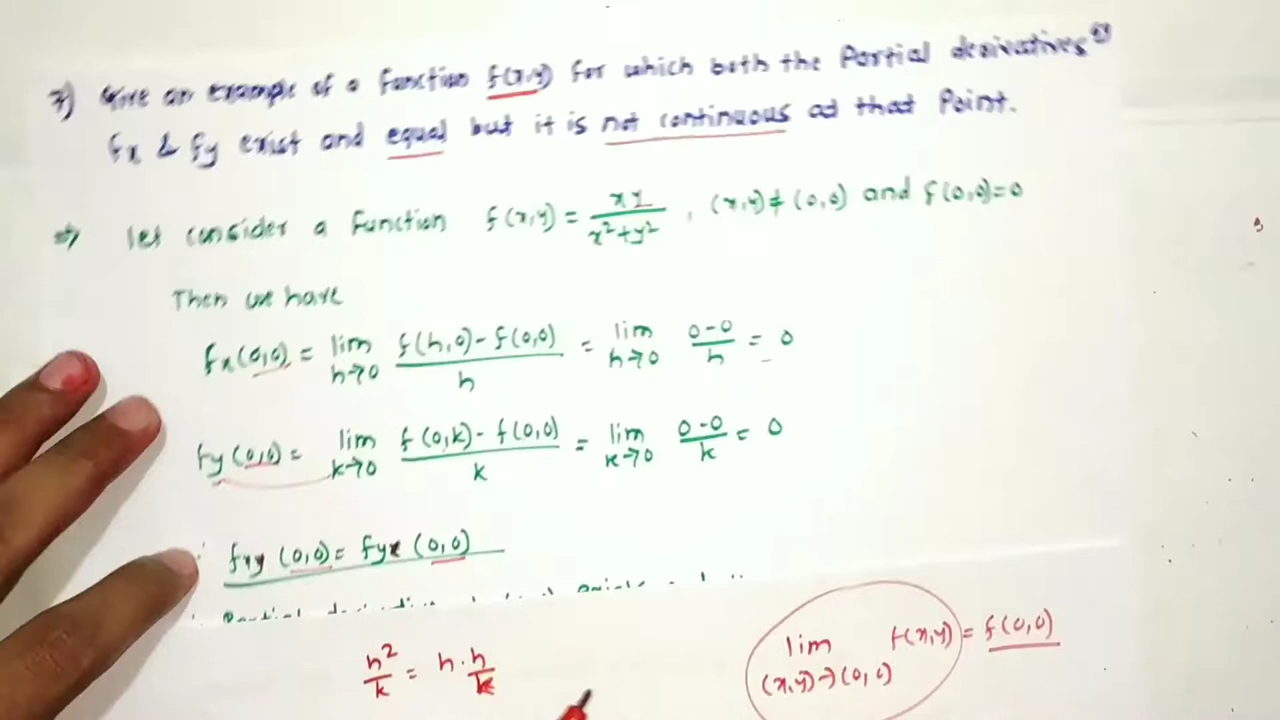 7) Give an example of a function f(x,y) for which both the Partial derivatives
fx & fy exist and equal but it is not continuous at that Point.
⇒ let consider a function f(x,y) = xy/x²+y² , (x,y) ≠ (0,0) and f(0,0)=0
Then we have
fx(0,0) = lim h→0 f(h,0)-f(0,0)/h = lim h→0 0-0/h = 0
fy(0,0) = lim k→0 f(0,k)-f(0,0)/k = lim k→0 0-0/k = 0
∴ fxy (0,0) = fyx (0,0)
h²/k = h·h/k
lim (x,y)→(0,0) f(x,y) = f(0,0)